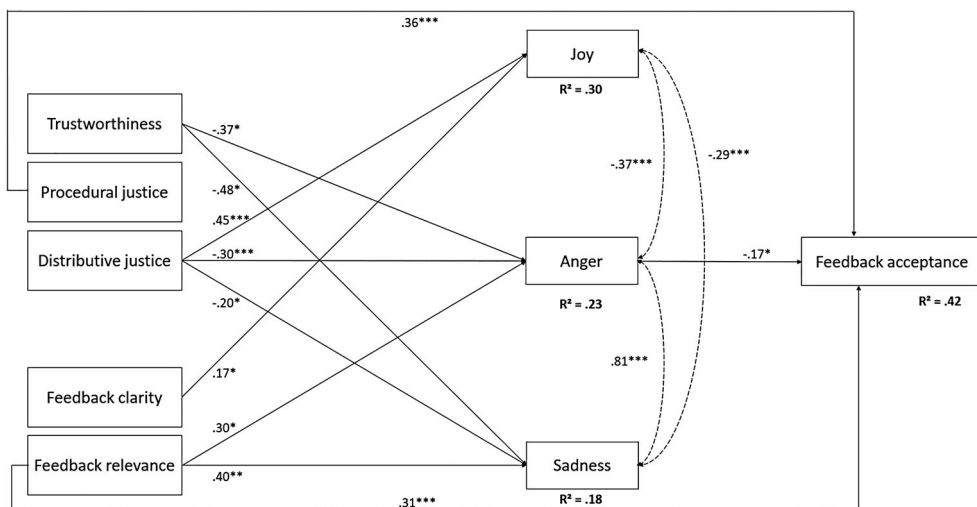 .36***
Joy
R² = .30
Trustworthiness
-.37*
-.37***
-.29***
Procedural justice
-.48*
.45***
Distributive justice
-.30***
Anger
-.17*
Feedback acceptance
R² = .23
R² = .42
-.20*
.81***
Feedback clarity
.17*
.30*
Feedback relevance
Sadness
.40**
R² = .18
.31***